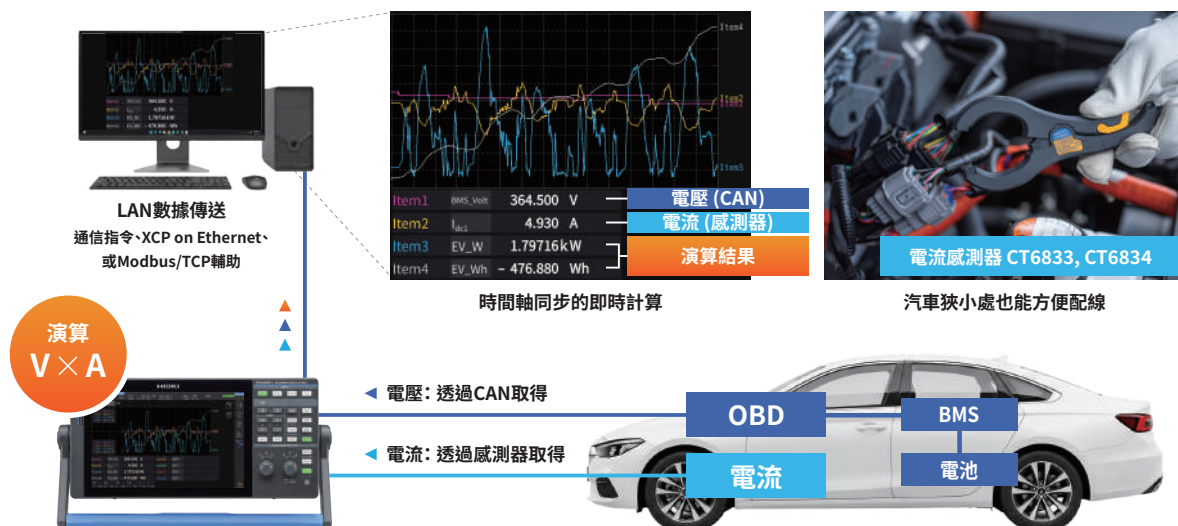 Item4
Item2
Item3
Item1 BMS_Volt 364.500 V
電壓 (CAN)
Item2 Idc1 4.930 A
電流 (感測器)
Item3 EV_W 1.79716kW
Item4 EV_Wh - 476.880 Wh
演算結果
時間軸同步的即時計算
電流感測器 CT6833, CT6834
汽車狹小處也能方便配線
LAN數據傳送
通信指令、XCP on Ethernet、
或Modbus/TCP輔助
演算
V × A
HIOKI
電壓：透過CAN取得
電流：透過感測器取得
OBD
BMS
電流
電池